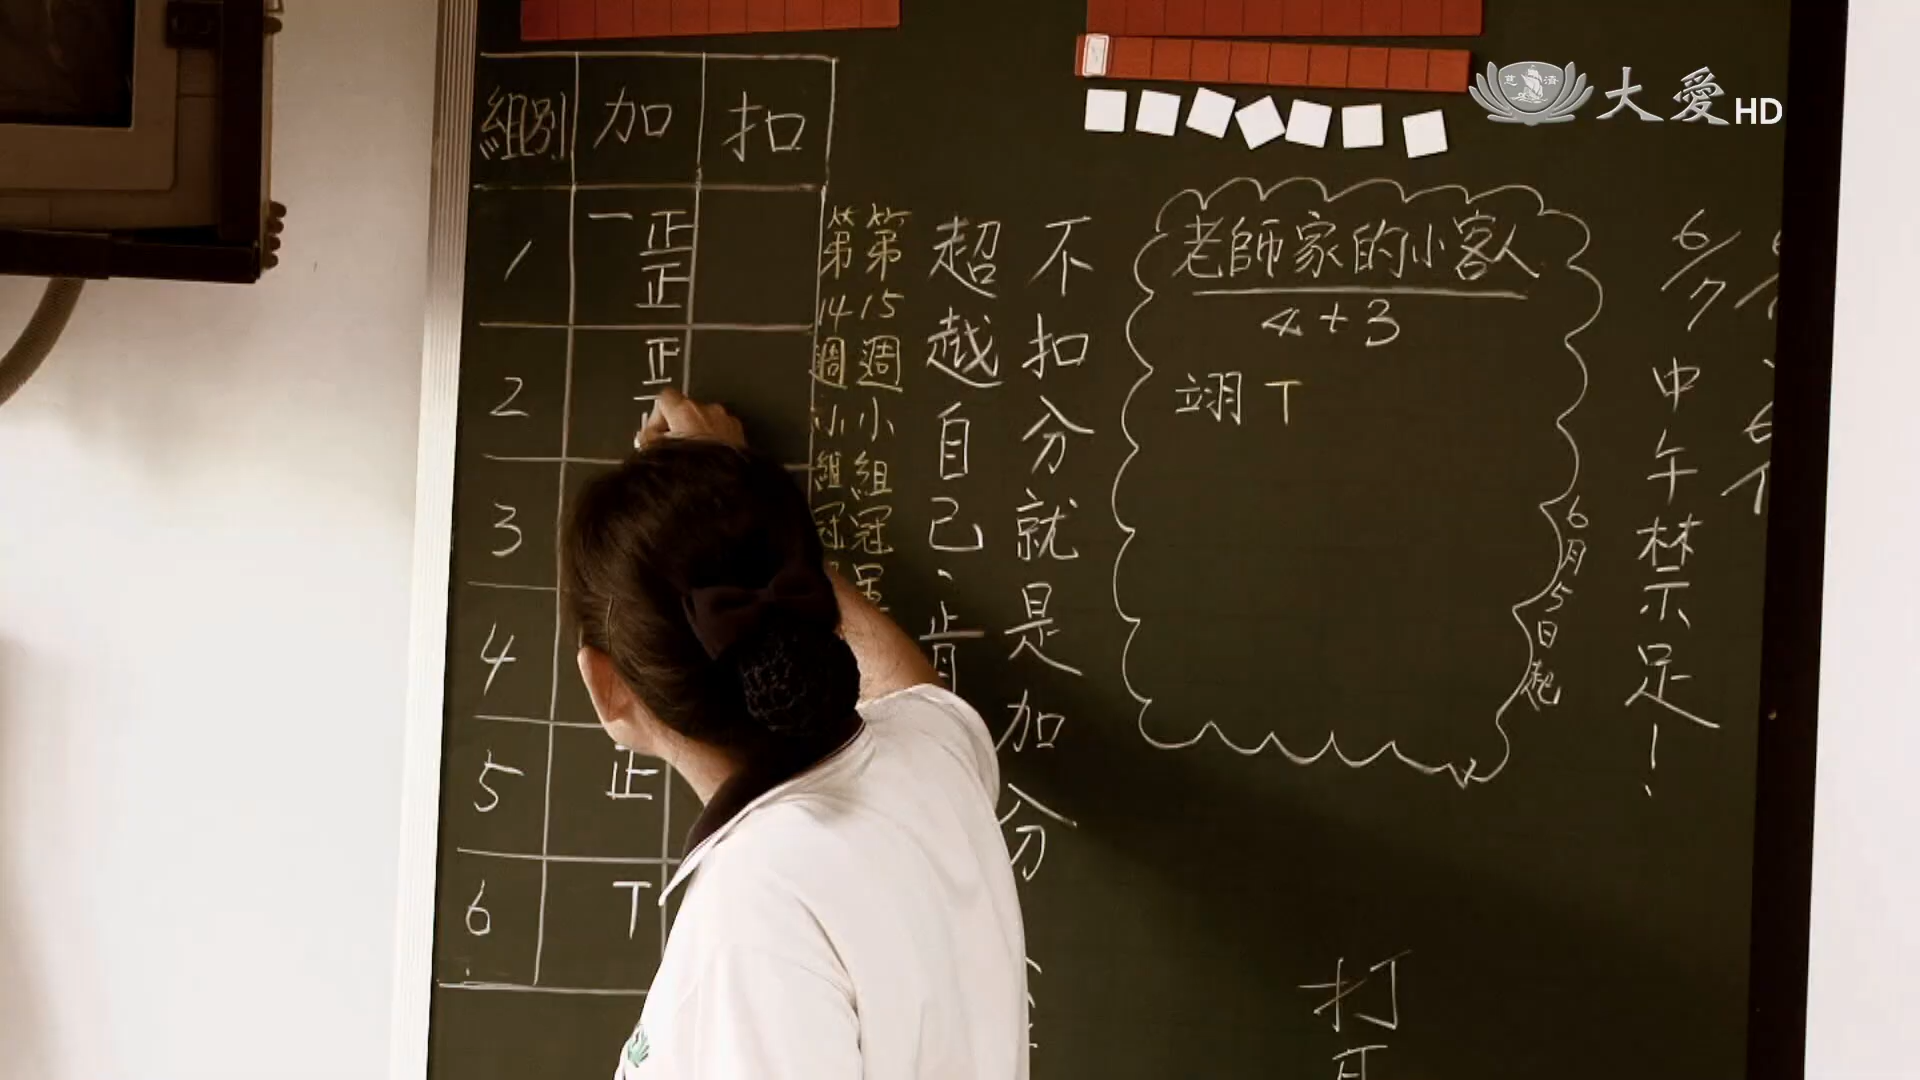 組別 加 扣
1 一正正
2 正
3
4
5 正
6 T
第15週小組冠
第14週小組冠
不扣分就是加分
超越自己、肯
老師家的小客人
4+3
翊 T
6月5日起
6/7 中午禁足!
打
慈濟
大愛HD